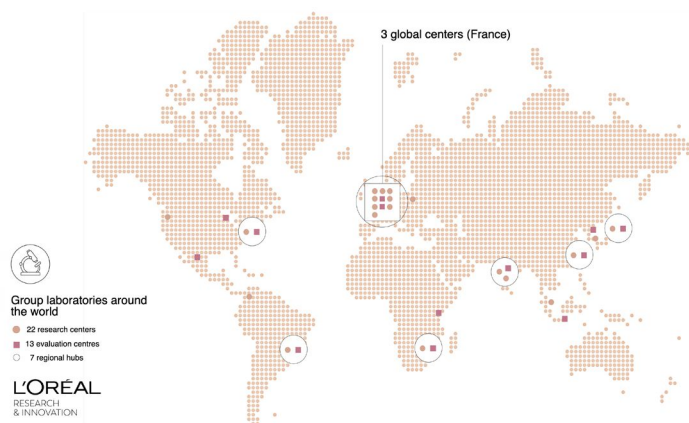 3 global centers (France)
Group laboratories around
the world
22 research centers
13 evaluation centres
7 regional hubs
L'ORÉAL
RESEARCH
& INNOVATION